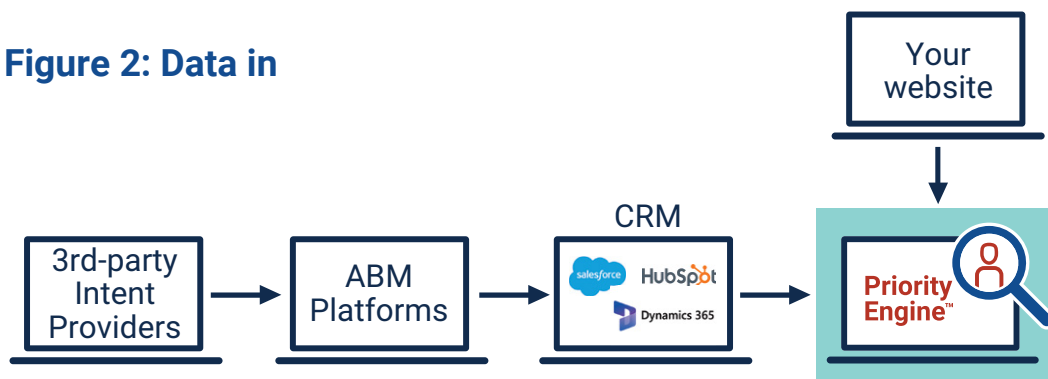 Figure 2: Data in
Your
website
CRM
3rd-party
Intent
Providers
ABM
Platforms
salesforce
HubSpot
Dynamics 365
Priority
Engine™